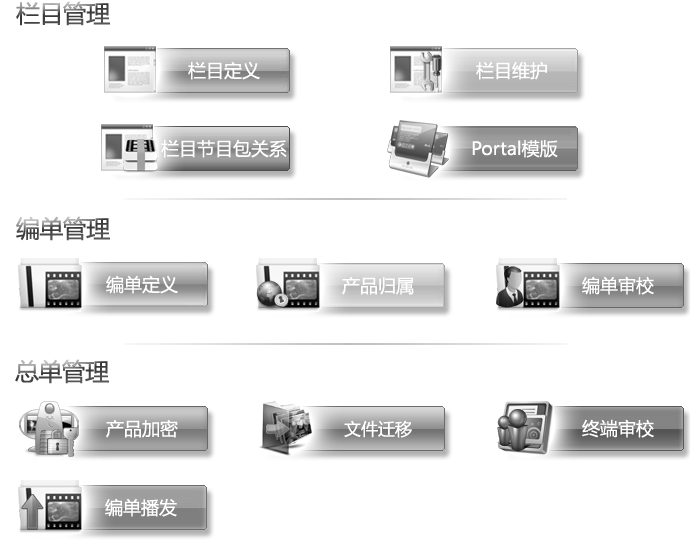 栏目管理
栏目定义
栏目维护
栏目节目包关系
Portal模版
编单管理
编单定义
产品归属
编单审校
总单管理
产品加密
文件迁移
终端审校
编单播发